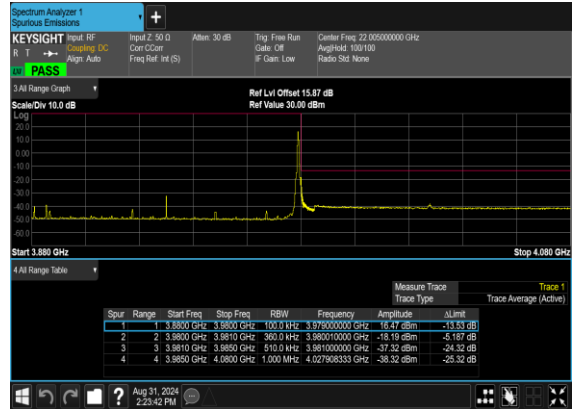 Spectrum Analyzer 1
Spurious Emissions
KEYSIGHT Input: RF Input Z: 50 Ω Atten: 30 dB Trig: Free Run Center Freq: 22.005000000 GHz
R T Coupling: DC Corr CCorr Gate: Off Avg|Hold: 100/100
Align: Auto Freq Ref: Int (S) IF Gain: Low Radio Std: None
PASS
3 All Range Graph
Ref Lvl Offset 15.87 dB
Scale/Div 10.0 dB Ref Value 30.00 dBm
Log
20.0
10.0
0.00
-10.0
-20.0
-30.0
-40.0
-50.0
-60.0
Start 3.880 GHz Stop 4.080 GHz
4 All Range Table
Measure Trace Trace 1
Trace Type Trace Average (Active)
Spur Range Start Freq Stop Freq RBW Frequency Amplitude ΔLimit
1 1 3.8800 GHz 3.9800 GHz 100.0 kHz 3.979000000 GHz 16.47 dBm -13.53 dB
2 2 3.9800 GHz 3.9810 GHz 360.0 kHz 3.980010000 GHz -18.19 dBm -5.187 dB
3 3 3.9810 GHz 3.9850 GHz 510.0 kHz 3.981000000 GHz -37.32 dBm -24.32 dB
4 4 3.9850 GHz 4.0800 GHz 1.000 MHz 4.027908333 GHz -38.32 dBm -25.32 dB
Aug 31, 2024
2:23:42 PM